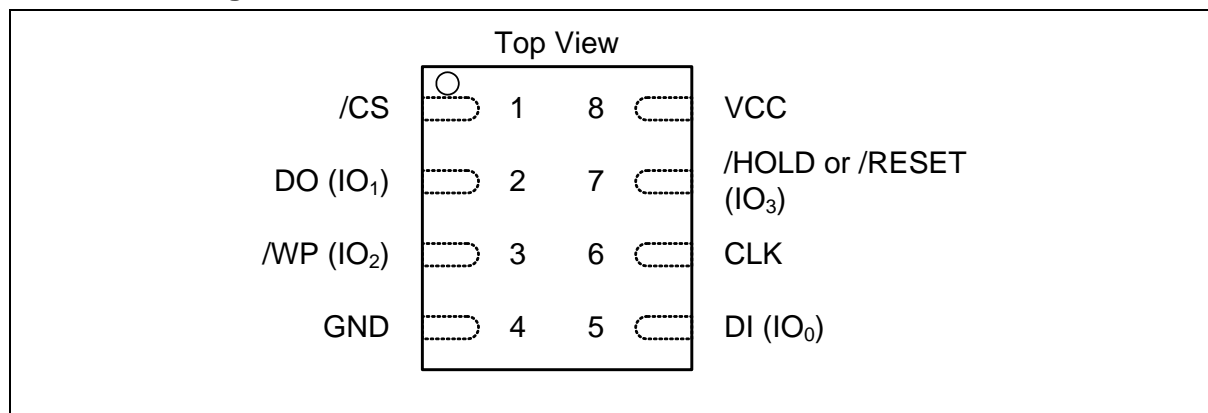 Top View
/CS 1 8 VCC
DO (IO₁) 2 7 /HOLD or /RESET
(IO₃)
/WP (IO₂) 3 6 CLK
GND 4 5 DI (IO₀)